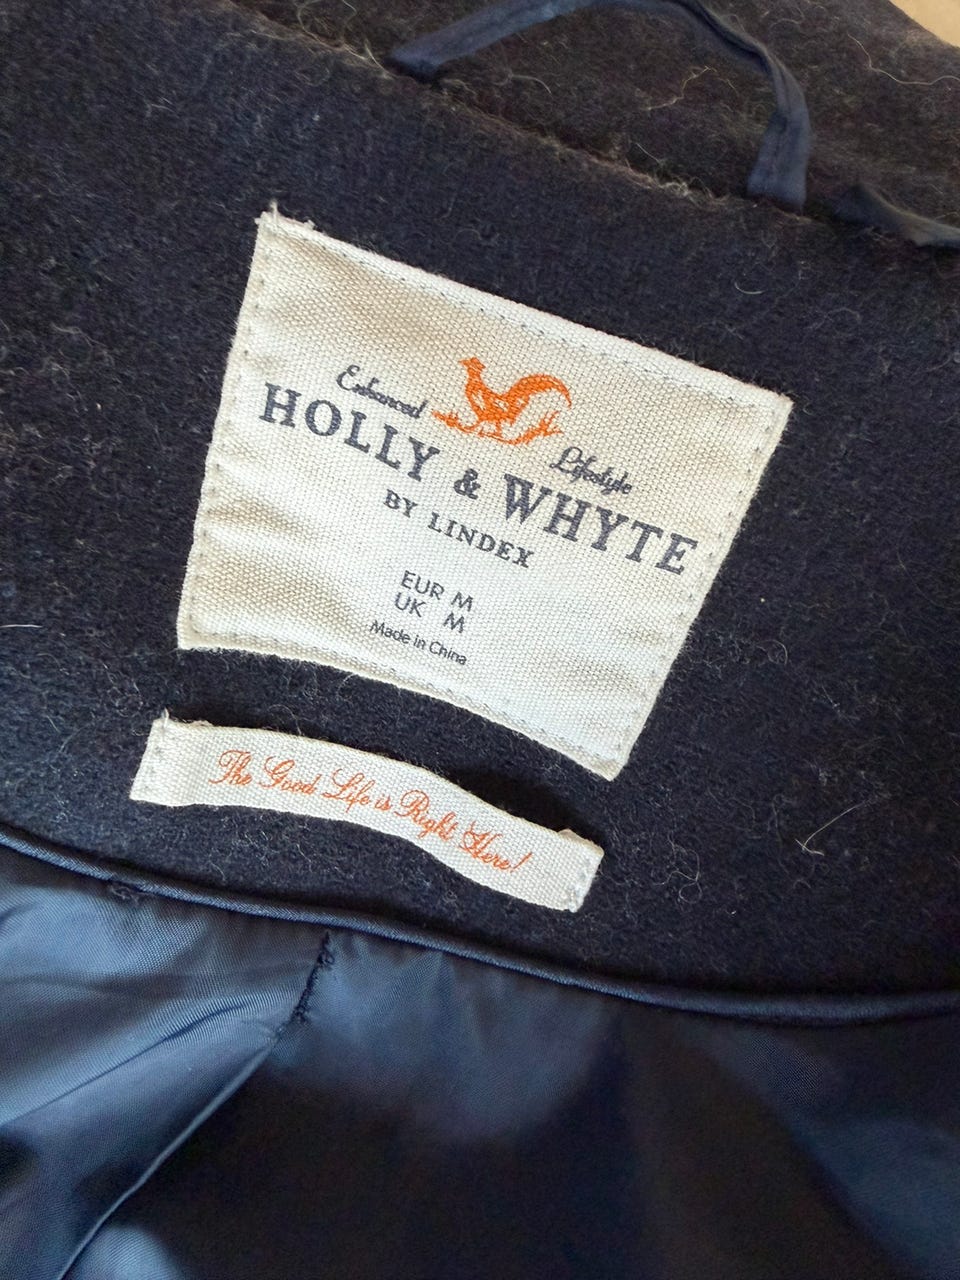 Enhanced Lifestyle
HOLLY & WHYTE
BY LINDEX
EUR M
UK M
Made in China
The Good Life is Right Here!